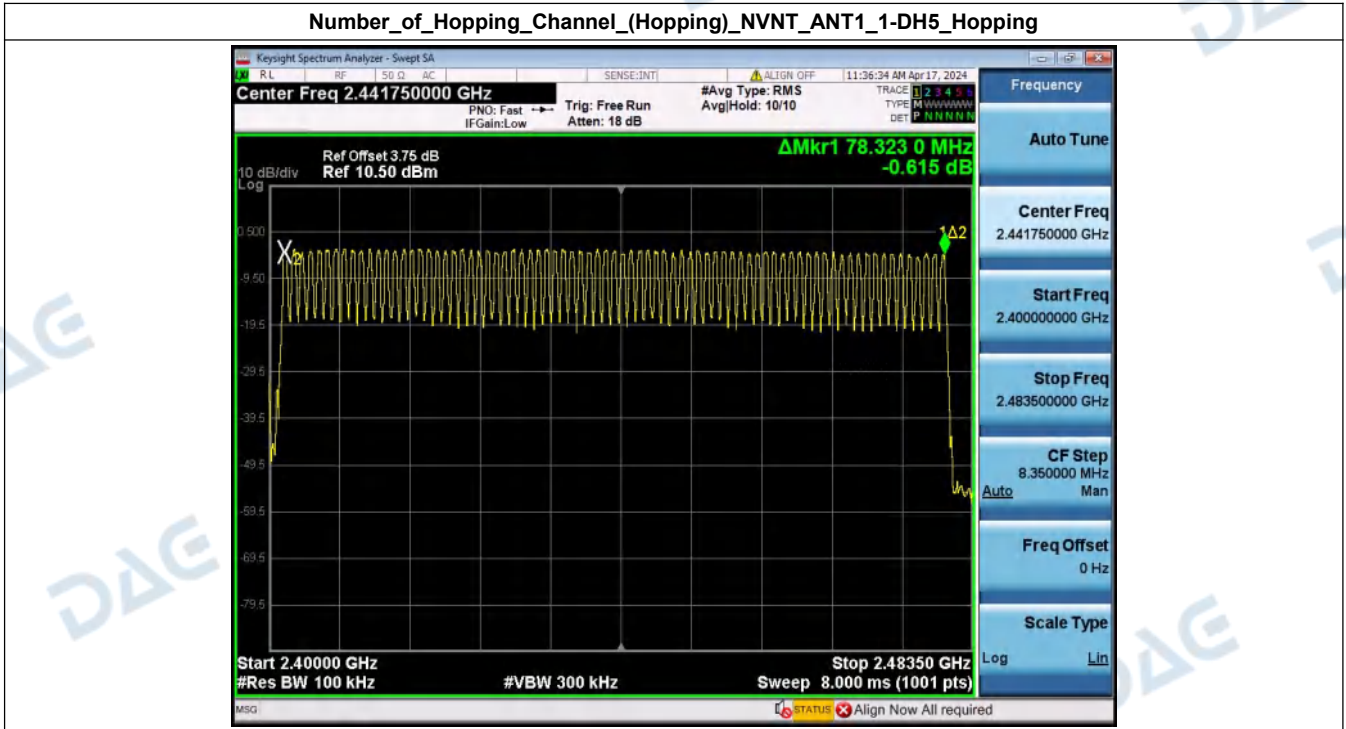 Number_of_Hopping_Channel_(Hopping)_NVNT_ANT1_1-DH5_Hopping
Keysight Spectrum Analyzer - Swept SA
RL RF 50 Ω AC SENSE:INT ALIGN OFF 11:36:34 AM Apr 17, 2024
Center Freq 2.441750000 GHz
PNO: Fast
IFGain:Low
Trig: Free Run
Atten: 18 dB
#Avg Type: RMS
Avg|Hold: 10/10
TRACE 1 2 3 4 5 6
TYPE M WWWWW
DET P N N N N N
Frequency
Auto Tune
Center Freq
2.441750000 GHz
Start Freq
2.400000000 GHz
Stop Freq
2.483500000 GHz
CF Step
8.350000 MHz
Auto Man
Freq Offset
0 Hz
Scale Type
Log Lin
ΔMkr1 78.323 0 MHz
-0.615 dB
Ref Offset 3.75 dB
10 dB/div Ref 10.50 dBm
Log
0.500
-9.50
-19.5
-29.5
-39.5
-49.5
-59.5
-69.5
-79.5
X2
1Δ2
Start 2.40000 GHz Stop 2.48350 GHz
#Res BW 100 kHz #VBW 300 kHz Sweep 8.000 ms (1001 pts)
MSG STATUS Align Now All required
DAE
DAE
DAE